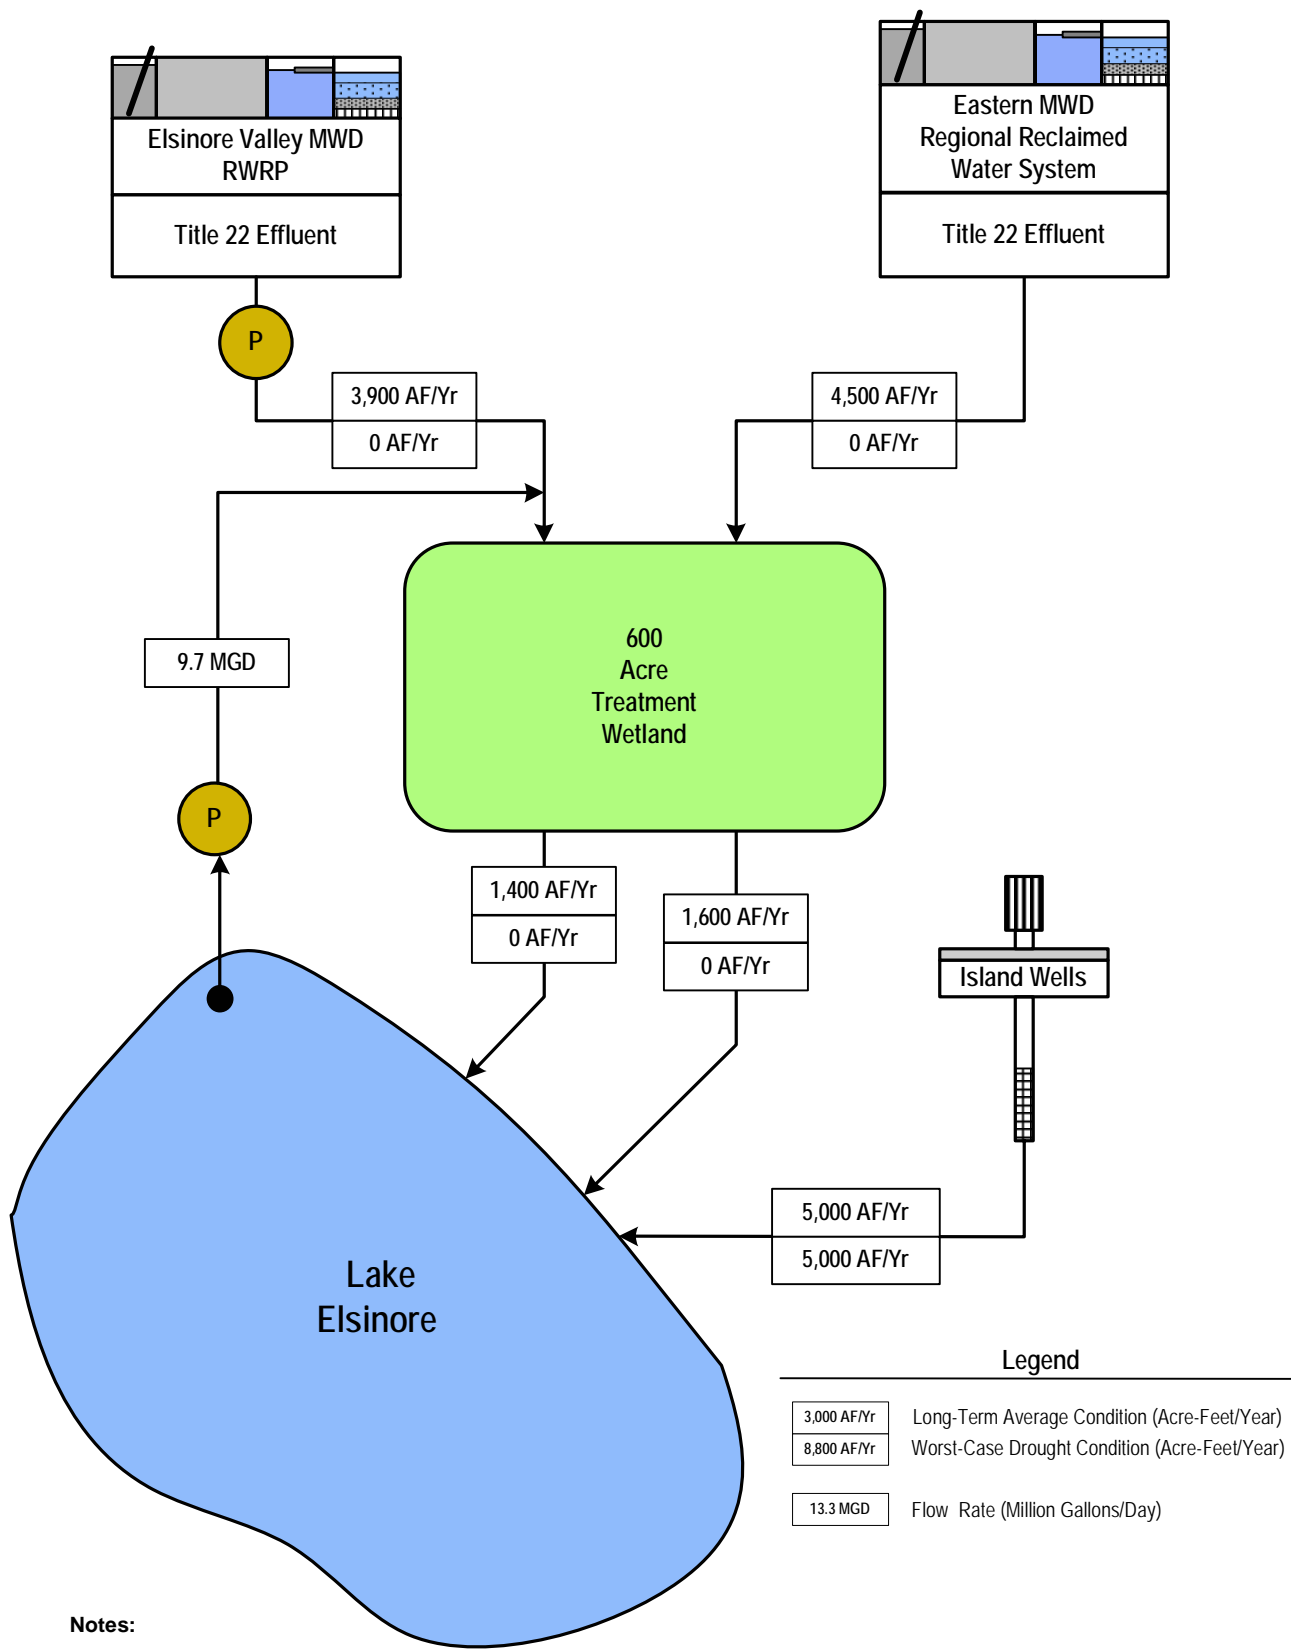 Elsinore Valley MWD
RWRP
Title 22 Effluent
Eastern MWD
Regional Reclaimed
Water System
Title 22 Effluent
P
3,900 AF/Yr
0 AF/Yr
4,500 AF/Yr
0 AF/Yr
9.7 MGD
600
Acre
Treatment
Wetland
P
1,400 AF/Yr
0 AF/Yr
1,600 AF/Yr
0 AF/Yr
Island Wells
5,000 AF/Yr
5,000 AF/Yr
Lake
Elsinore
Legend
3,000 AF/Yr Long-Term Average Condition (Acre-Feet/Year)
8,800 AF/Yr Worst-Case Drought Condition (Acre-Feet/Year)
13.3 MGD Flow Rate (Million Gallons/Day)
Notes: